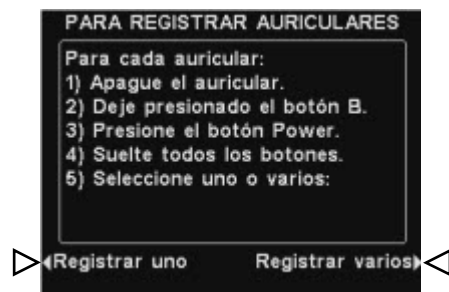 PARA REGISTRAR AURICULARES
Para cada auricular:
1) Apague el auricular.
2) Deje presionado el botón B.
3) Presione el botón Power.
4) Suelte todos los botones.
5) Seleccione uno o varios:
Registrar uno Registrar varios